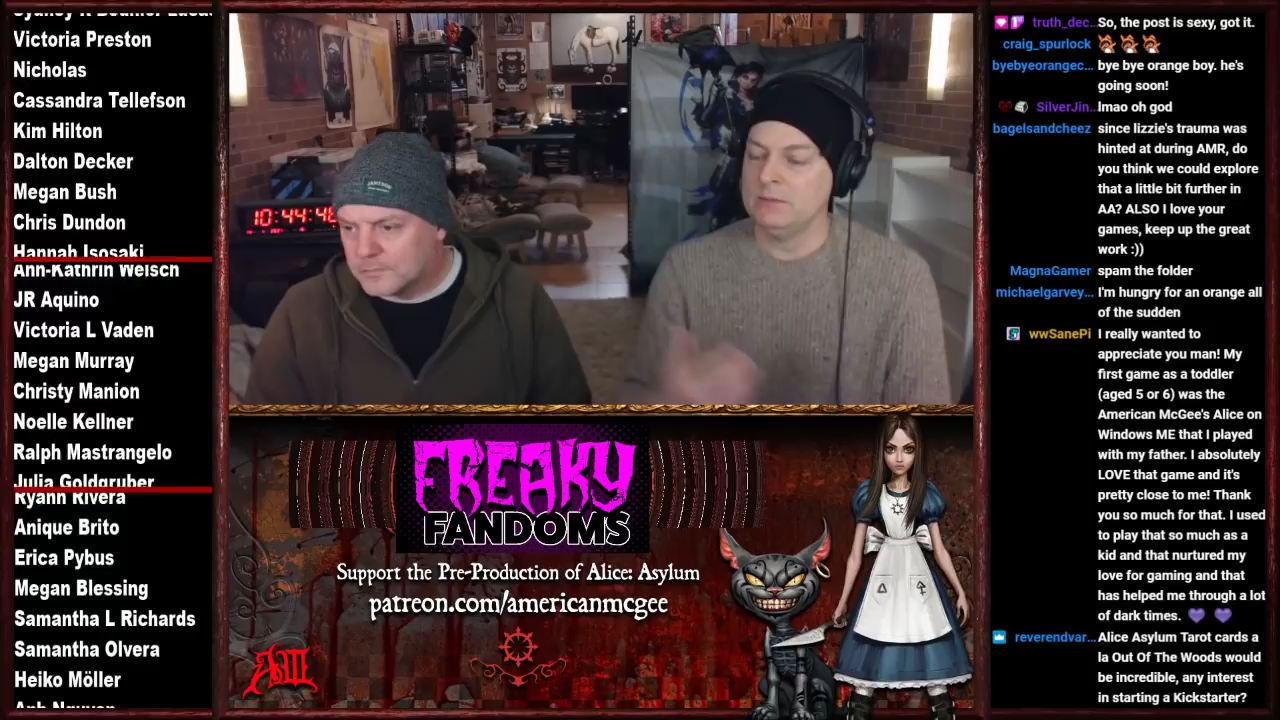 Victoria Preston
Nicholas
Cassandra Tellefson
Kim Hilton
Dalton Decker
Megan Bush
Chris Dundon
Hannah Isosaki
Ann-Kathrin Welsch
JR Aquino
Victoria L Vaden
Megan Murray
Christy Manion
Noelle Kellner
Ralph Mastrangelo
Julia Goldgruber
Ryann Rivera
Anique Brito
Erica Pybus
Megan Blessing
Samantha L Richards
Samantha Olvera
Heiko Möller
JAMESON
10:44:48
FREAKY
FANDOMS
Support the Pre-Production of Alice: Asylum
patreon.com/americanmcgee
truth_dec... So, the post is sexy, got it.
craig_spurlock
byebyeorangec... bye bye orange boy. he's
going soon!
SilverJin... lmao oh god
bagelsandcheez since lizzie's trauma was
hinted at during AMR, do
you think we could explore
that a little bit further in
AA? ALSO I love your
games, keep up the great
work :))
MagnaGamer spam the folder
michaelgarvey... I'm hungry for an orange all
of the sudden
wwSanePi I really wanted to
appreciate you man! My
first game as a toddler
(aged 5 or 6) was the
American McGee's Alice on
Windows ME that I played
with my father. I absolutely
LOVE that game and it's
pretty close to me! Thank
you so much for that. I used
to play that so much as a
kid and that nurtured my
love for gaming and that
has helped me through a lot
of dark times.
reverendvar... Alice Asylum Tarot cards a
la Out Of The Woods would
be incredible, any interest
in starting a Kickstarter?